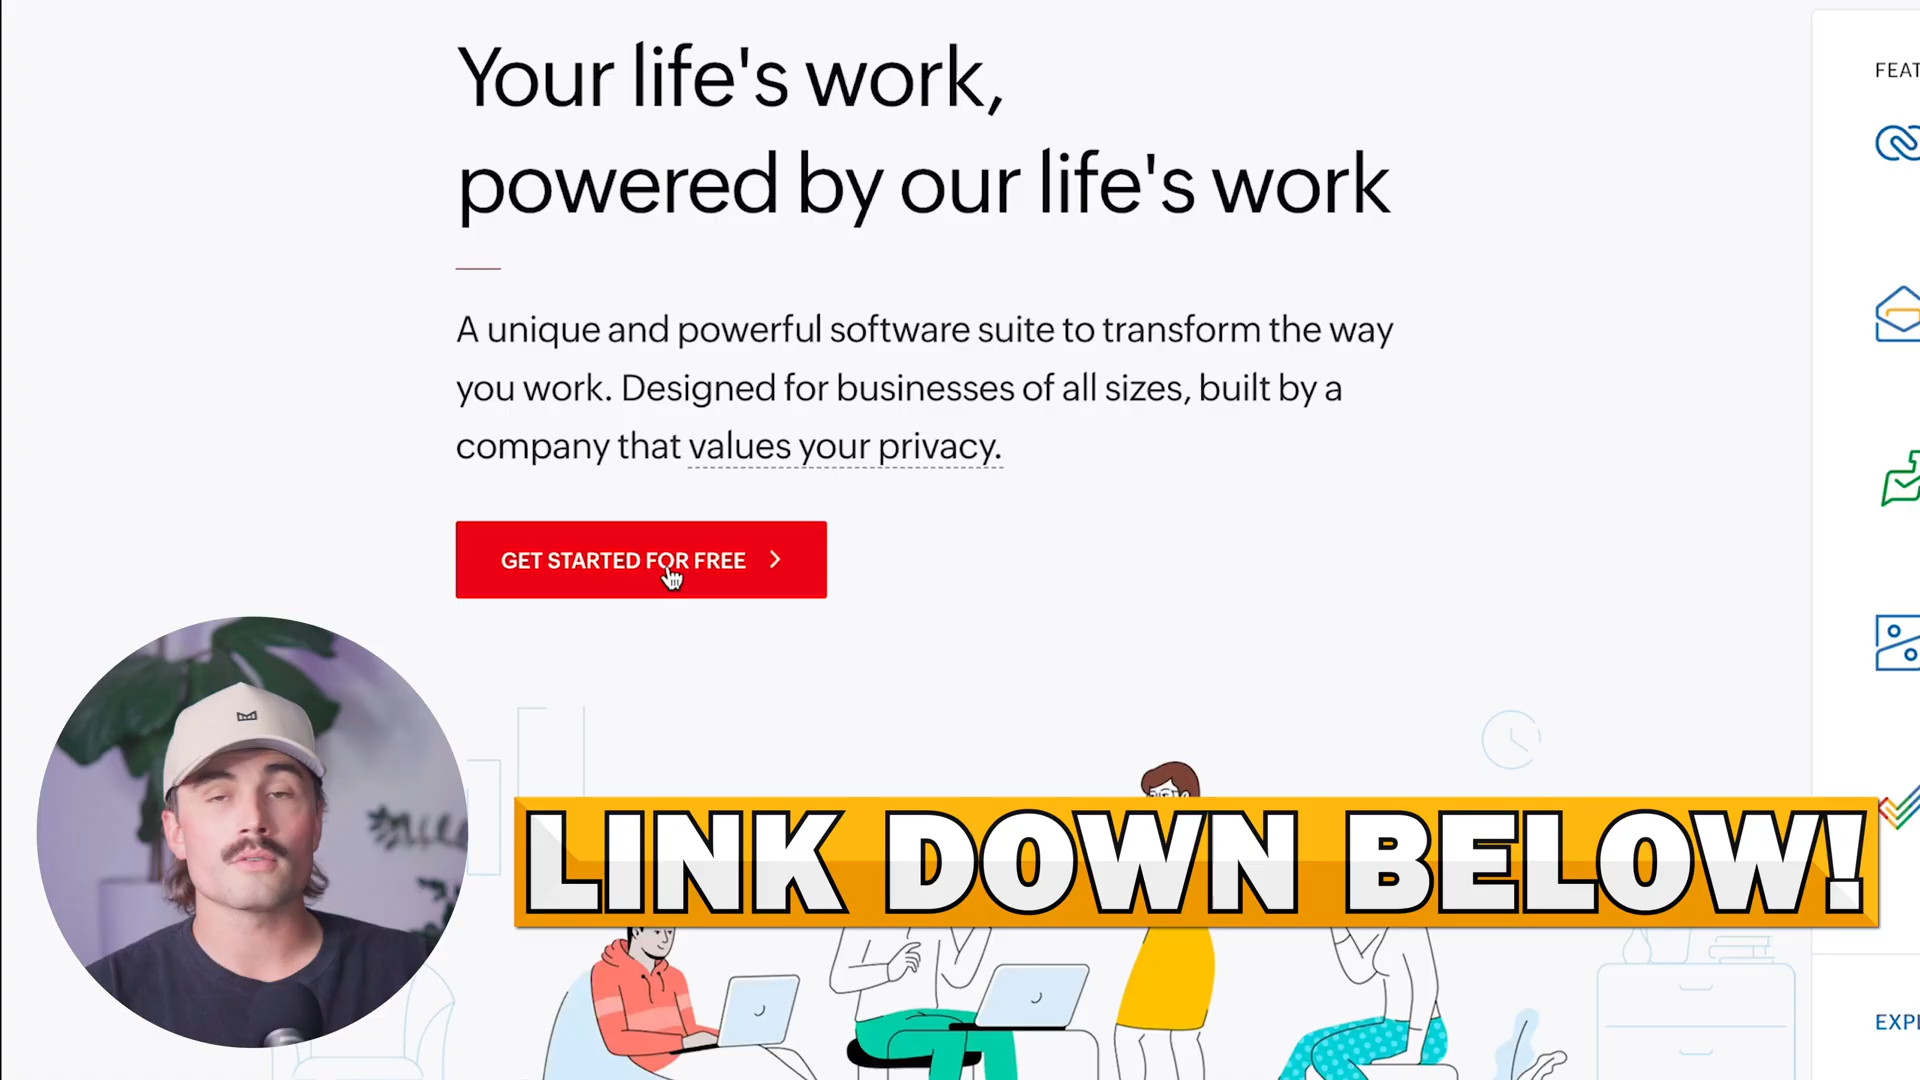 Your life's work,
powered by our life's work
FEAT
A unique and powerful software suite to transform the way
you work. Designed for businesses of all sizes, built by a
company that values your privacy.
GET STARTED FOR FREE
LINK DOWN BELOW!
EXPL